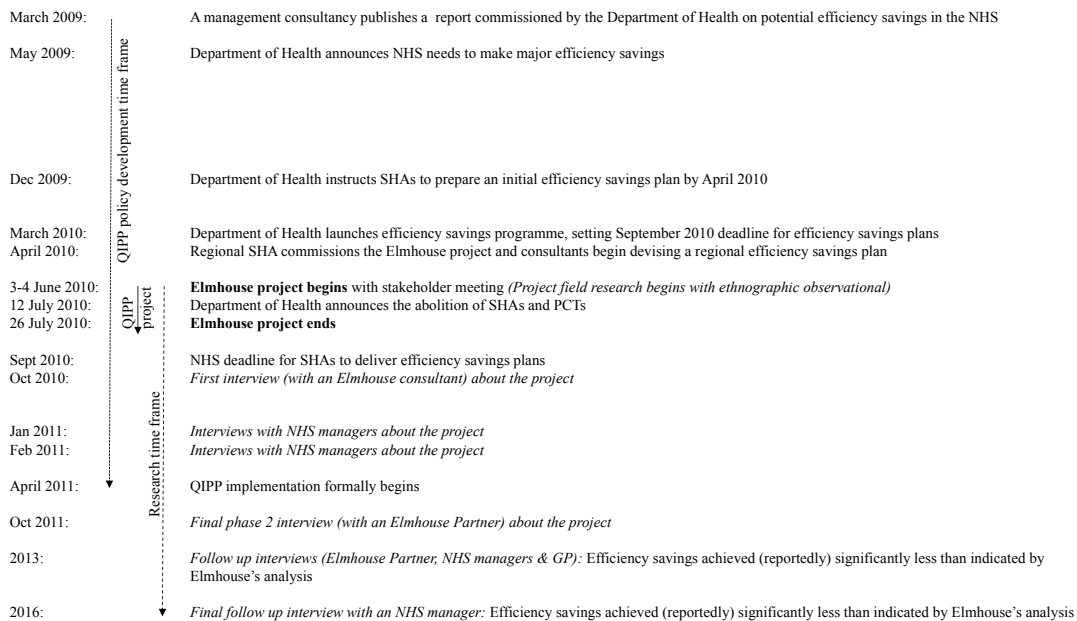 March 2009: A management consultancy publishes a report commissioned by the Department of Health on potential efficiency savings in the NHS
May 2009: Department of Health announces NHS needs to make major efficiency savings
QIPP policy development time frame
Dec 2009: Department of Health instructs SHAs to prepare an initial efficiency savings plan by April 2010
March 2010: Department of Health launches efficiency savings programme, setting September 2010 deadline for efficiency savings plans
April 2010: Regional SHA commissions the Elmhouse project and consultants begin devising a regional efficiency savings plan
3-4 June 2010: Elmhouse project begins with stakeholder meeting (Project field research begins with ethnographic observational)
12 July 2010: Department of Health announces the abolition of SHAs and PCTs
26 July 2010: Elmhouse project ends
QIPP
project
Sept 2010: NHS deadline for SHAs to deliver efficiency savings plans
Oct 2010: First interview (with an Elmhouse consultant) about the project
Research time frame
Jan 2011: Interviews with NHS managers about the project
Feb 2011: Interviews with NHS managers about the project
April 2011: QIPP implementation formally begins
Oct 2011: Final phase 2 interview (with an Elmhouse Partner) about the project
2013: Follow up interviews (Elmhouse Partner, NHS managers & GP): Efficiency savings achieved (reportedly) significantly less than indicated by
Elmhouse's analysis
2016: Final follow up interview with an NHS manager: Efficiency savings achieved (reportedly) significantly less than indicated by Elmhouse's analysis